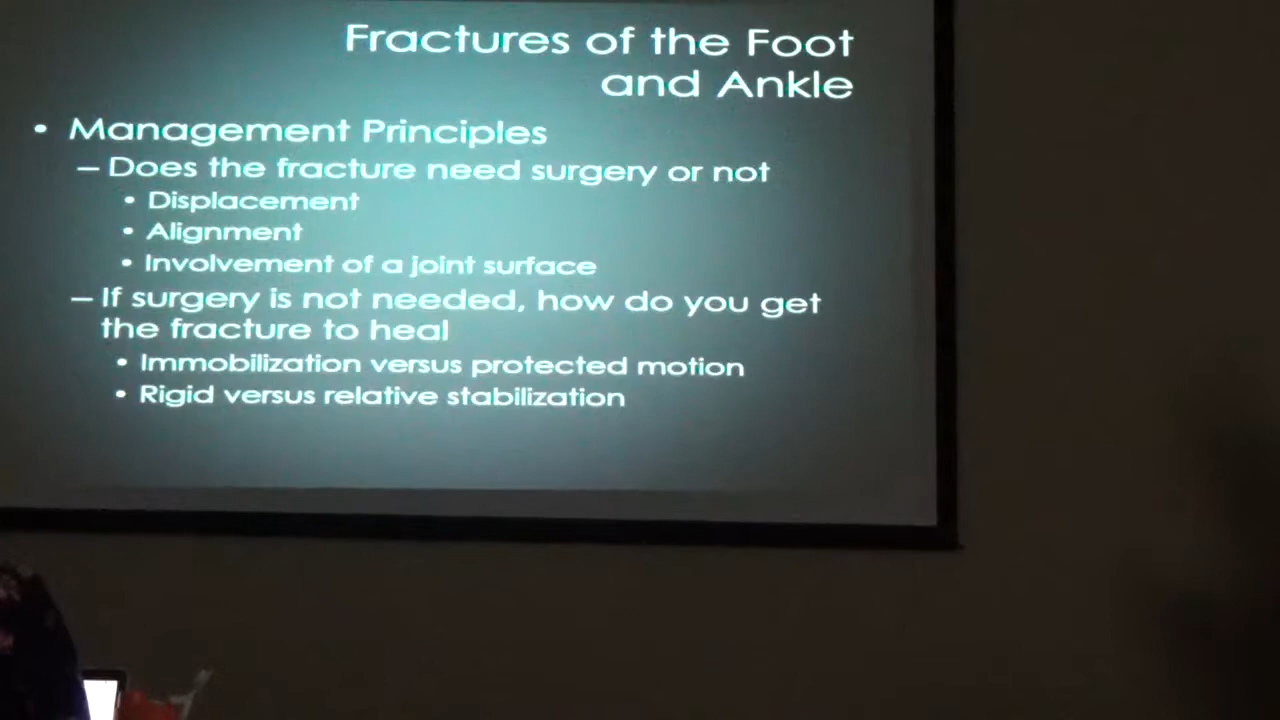 Fractures of the Foot
and Ankle
• Management Principles
– Does the fracture need surgery or not
• Displacement
• Alignment
• Involvement of a joint surface
– If surgery is not needed, how do you get
the fracture to heal
• Immobilization versus protected motion
• Rigid versus relative stabilization